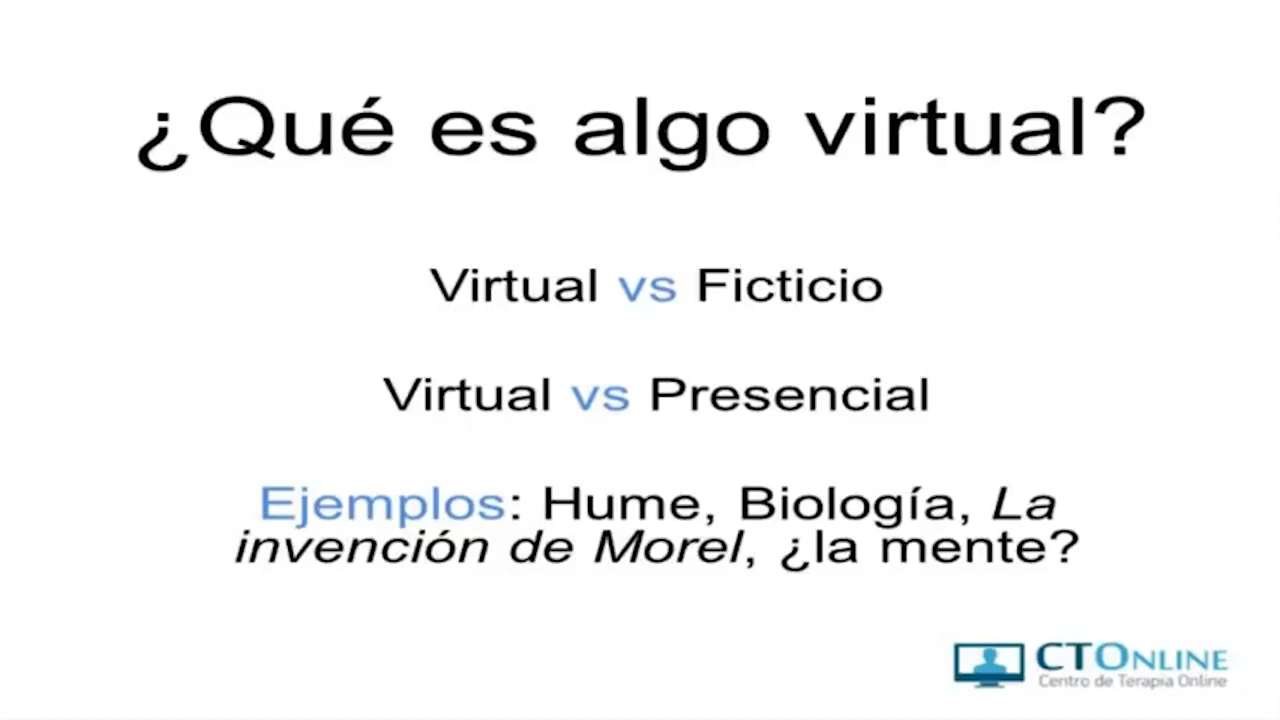 ¿Qué es algo virtual?
Virtual vs Ficticio
Virtual vs Presencial
Ejemplos: Hume, Biología, La
invención de Morel, ¿la mente?
CTONLINE
Centro de Terapia Online